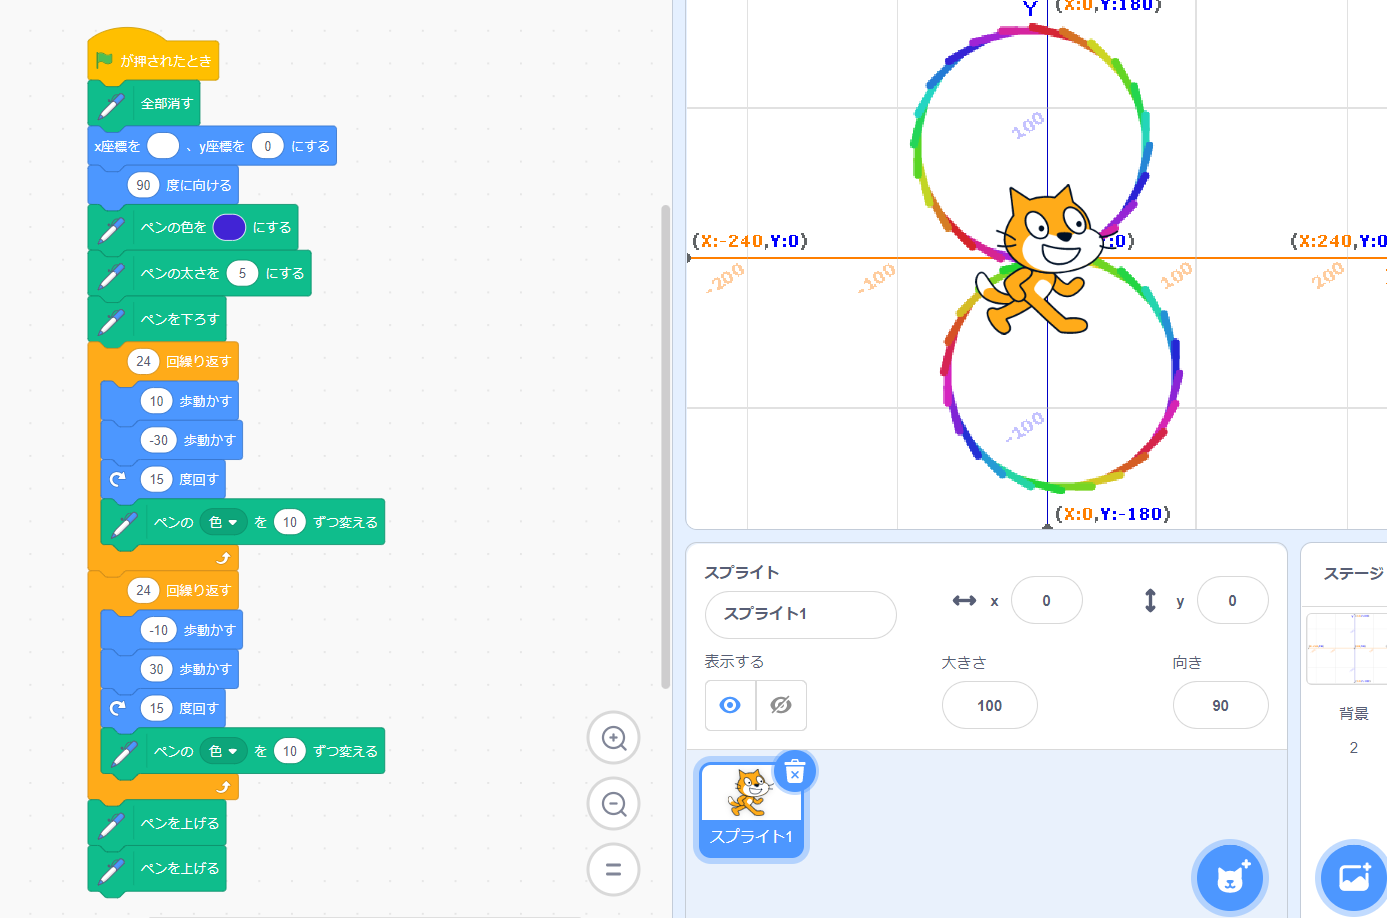 が押されたとき
全部消す
x座標を 、y座標を 0 にする
90 度に向ける
ペンの色を にする
ペンの太さを 5 にする
ペンを下ろす
24 回繰り返す
10 歩動かす
-30 歩動かす
15 度回す
ペンの 色 を 10 ずつ変える
24 回繰り返す
-10 歩動かす
30 歩動かす
15 度回す
ペンの 色 を 10 ずつ変える
ペンを上げる
ペンを上げる
Y (X:0,Y:180)
100
(X:-240,Y:0)
:0)
(X:240,Y:0
-200
-100
100
200
-100
(X:0,Y:-180)
スプライト
スプライト1
x 0
y 0
表示する
大きさ
100
向き
90
スプライト1
ステージ
背景
2